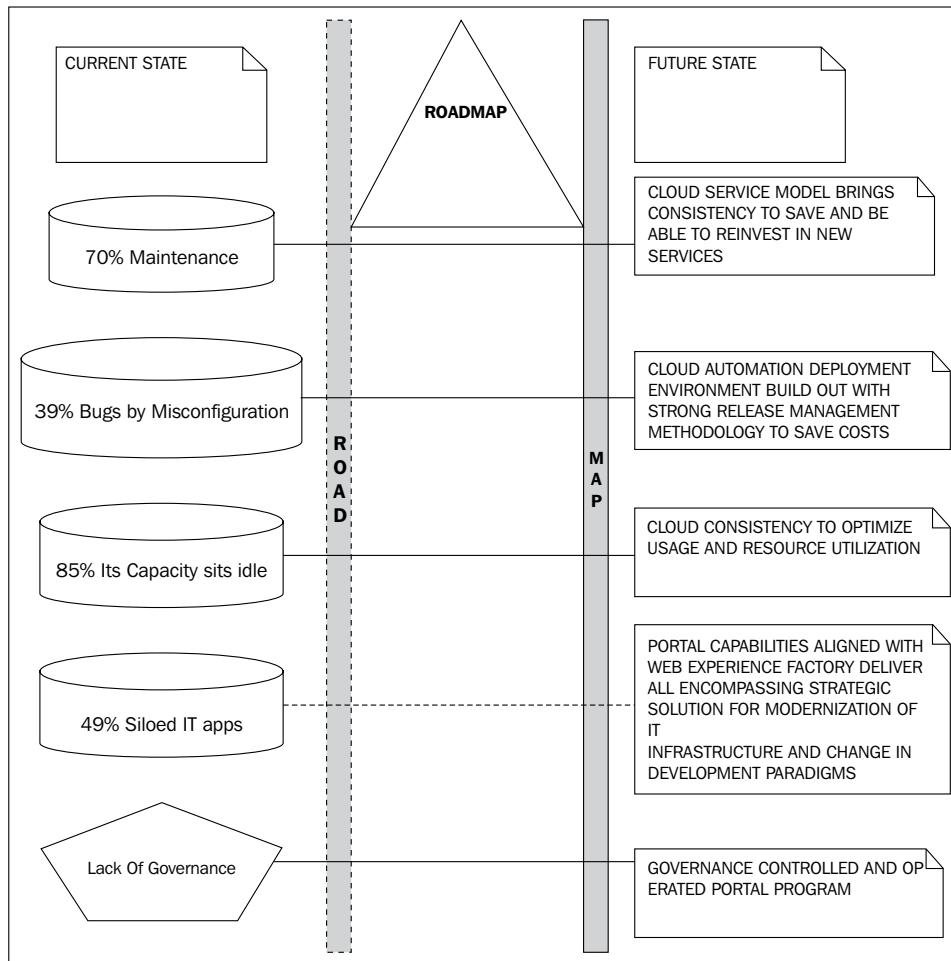 CURRENT STATE
ROADMAP
FUTURE STATE
70% Maintenance
CLOUD SERVICE MODEL BRINGS
CONSISTENCY TO SAVE AND BE
ABLE TO REINVEST IN NEW
SERVICES
39% Bugs by Misconfiguration
CLOUD AUTOMATION DEPLOYMENT
ENVIRONMENT BUILD OUT WITH
STRONG RELEASE MANAGEMENT
METHODOLOGY TO SAVE COSTS
ROAD
MAP
85% Its Capacity sits idle
CLOUD CONSISTENCY TO OPTIMIZE
USAGE AND RESOURCE UTILIZATION
49% Siloed IT apps
PORTAL CAPABILITIES ALIGNED WITH
WEB EXPERIENCE FACTORY DELIVER
ALL ENCOMPASSING STRATEGIC
SOLUTION FOR MODERNIZATION OF
IT
INFRASTRUCTURE AND CHANGE IN
DEVELOPMENT PARADIGMS
Lack Of Governance
GOVERNANCE CONTROLLED AND OP
ERATED PORTAL PROGRAM